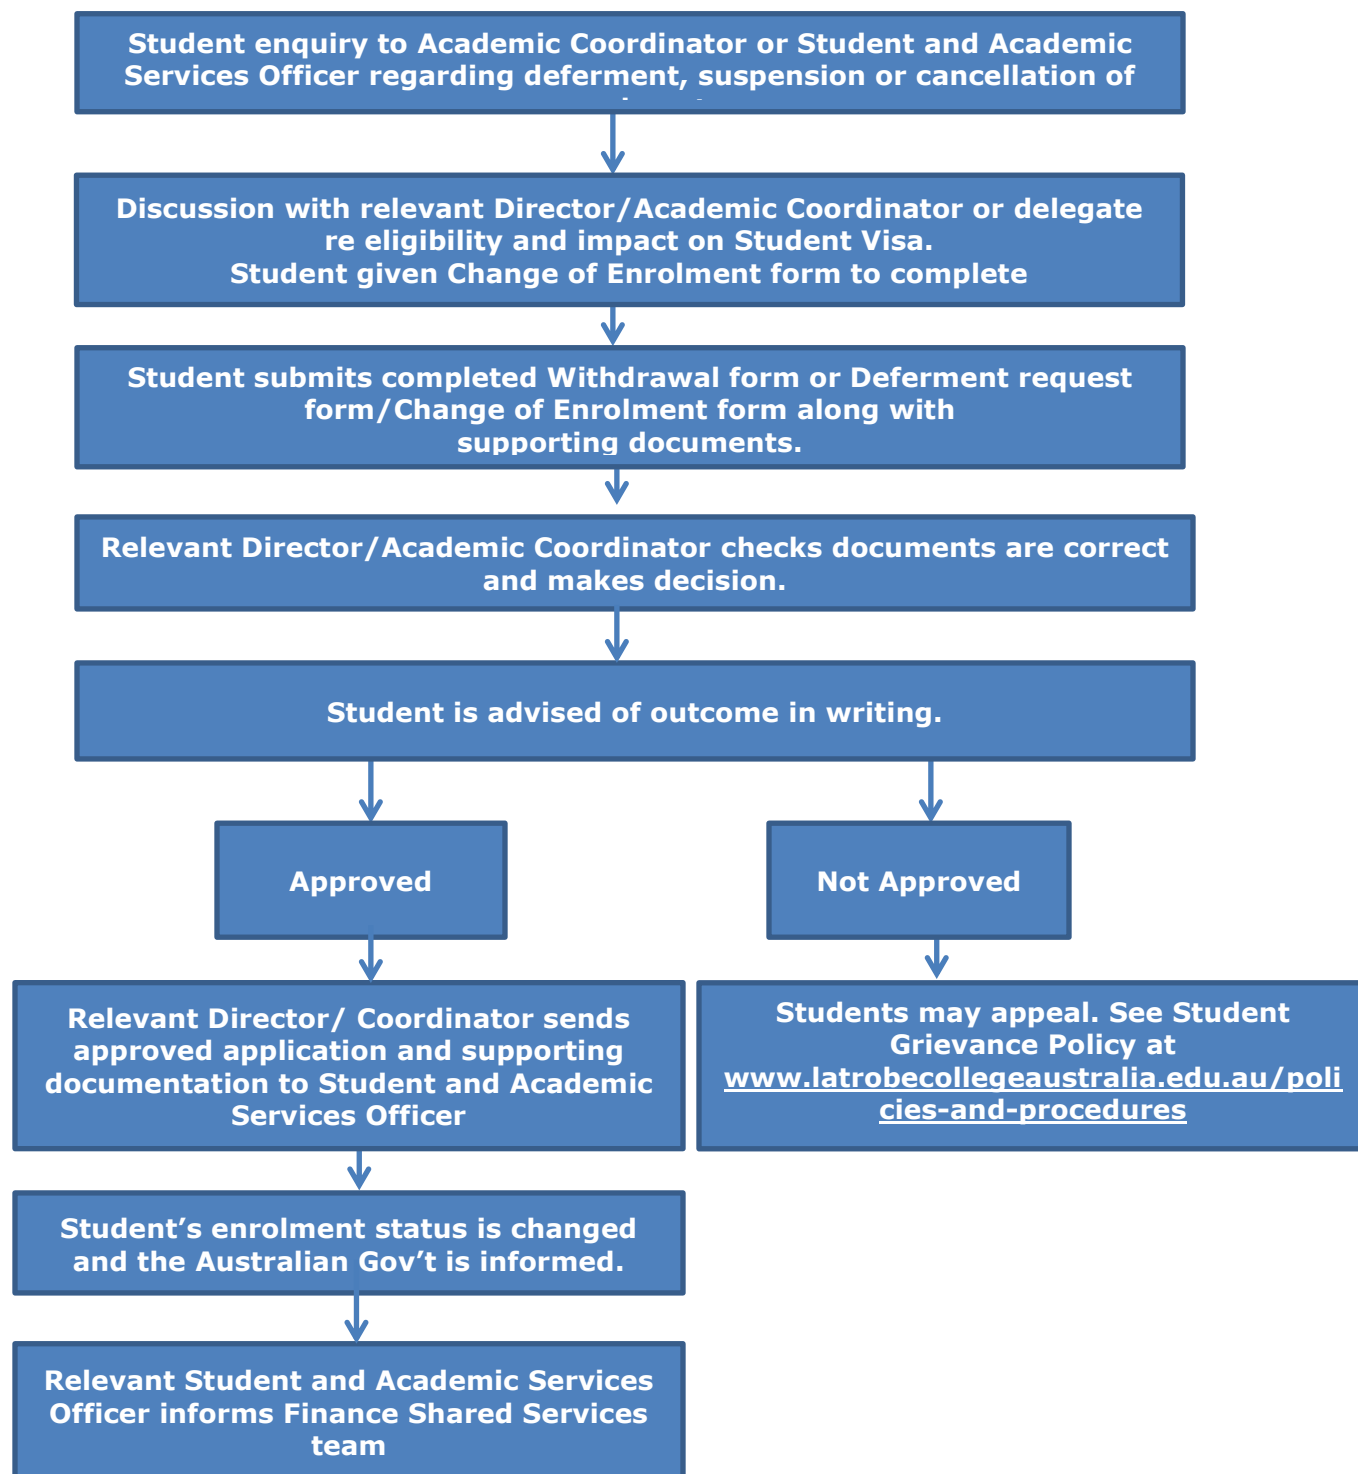 Student enquiry to Academic Coordinator or Student and Academic
Services Officer regarding deferment, suspension or cancellation of
Discussion with relevant Director/Academic Coordinator or delegate
re eligibility and impact on Student Visa.
Student given Change of Enrolment form to complete
Student submits completed Withdrawal form or Deferment request
form/Change of Enrolment form along with
supporting documents.
Relevant Director/Academic Coordinator checks documents are correct
and makes decision.
Student is advised of outcome in writing.
Approved
Not Approved
Relevant Director/ Coordinator sends
approved application and supporting
documentation to Student and Academic
Services Officer
Students may appeal. See Student
Grievance Policy at
www.latrobecollegeaustralia.edu.au/poli
cies-and-procedures
Student’s enrolment status is changed
and the Australian Gov’t is informed.
Relevant Student and Academic Services
Officer informs Finance Shared Services
team